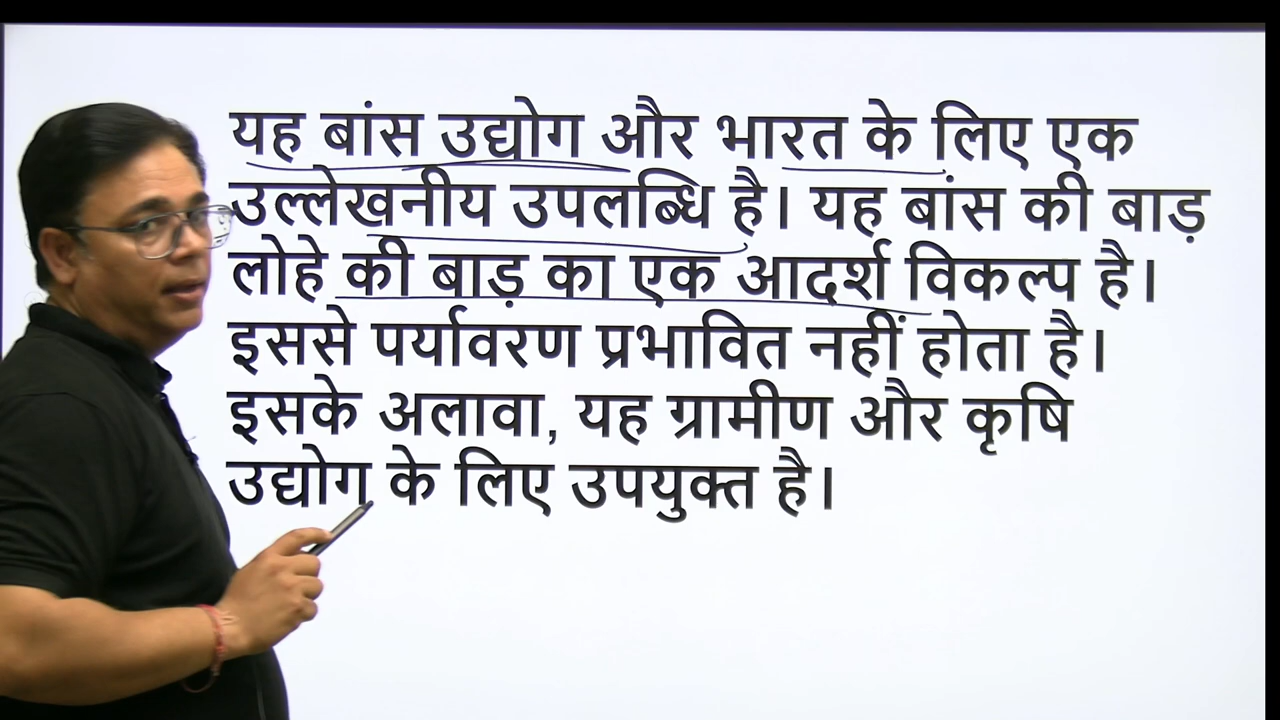 यह बांस उद्योग और भारत के लिए एक
उल्लेखनीय उपलब्धि है। यह बांस की बाड़
लोहे की बाड़ का एक आदर्श विकल्प है।
इससे पर्यावरण प्रभावित नहीं होता है।
इसके अलावा, यह ग्रामीण और कृषि
उद्योग के लिए उपयुक्त है।